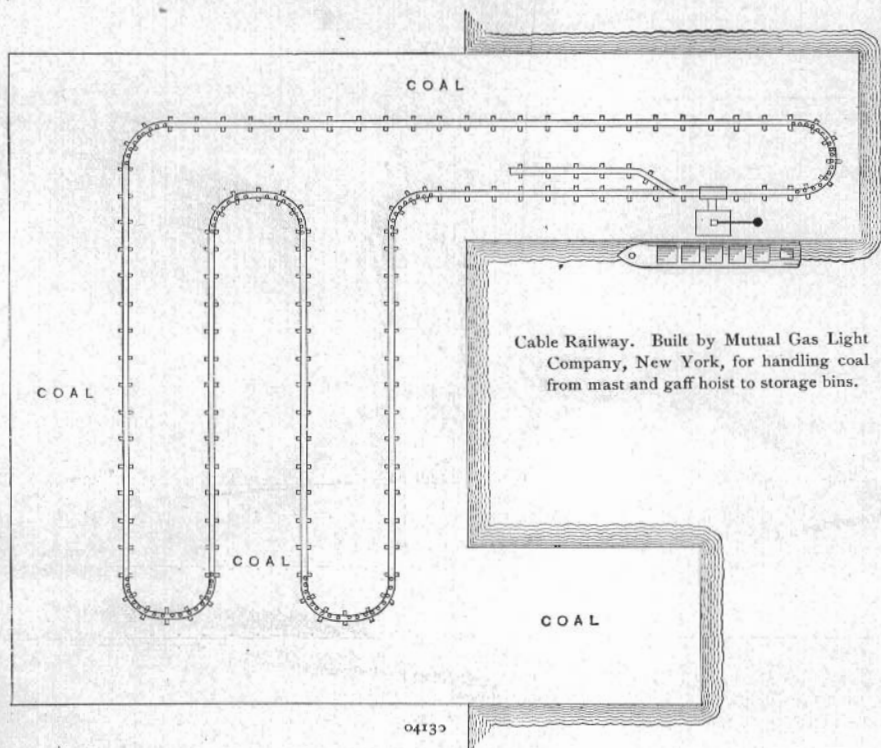 COAL
COAL
Cable Railway. Built by Mutual Gas Light
Company, New York, for handling coal
from mast and gaff hoist to storage bins.
COAL
COAL
04130